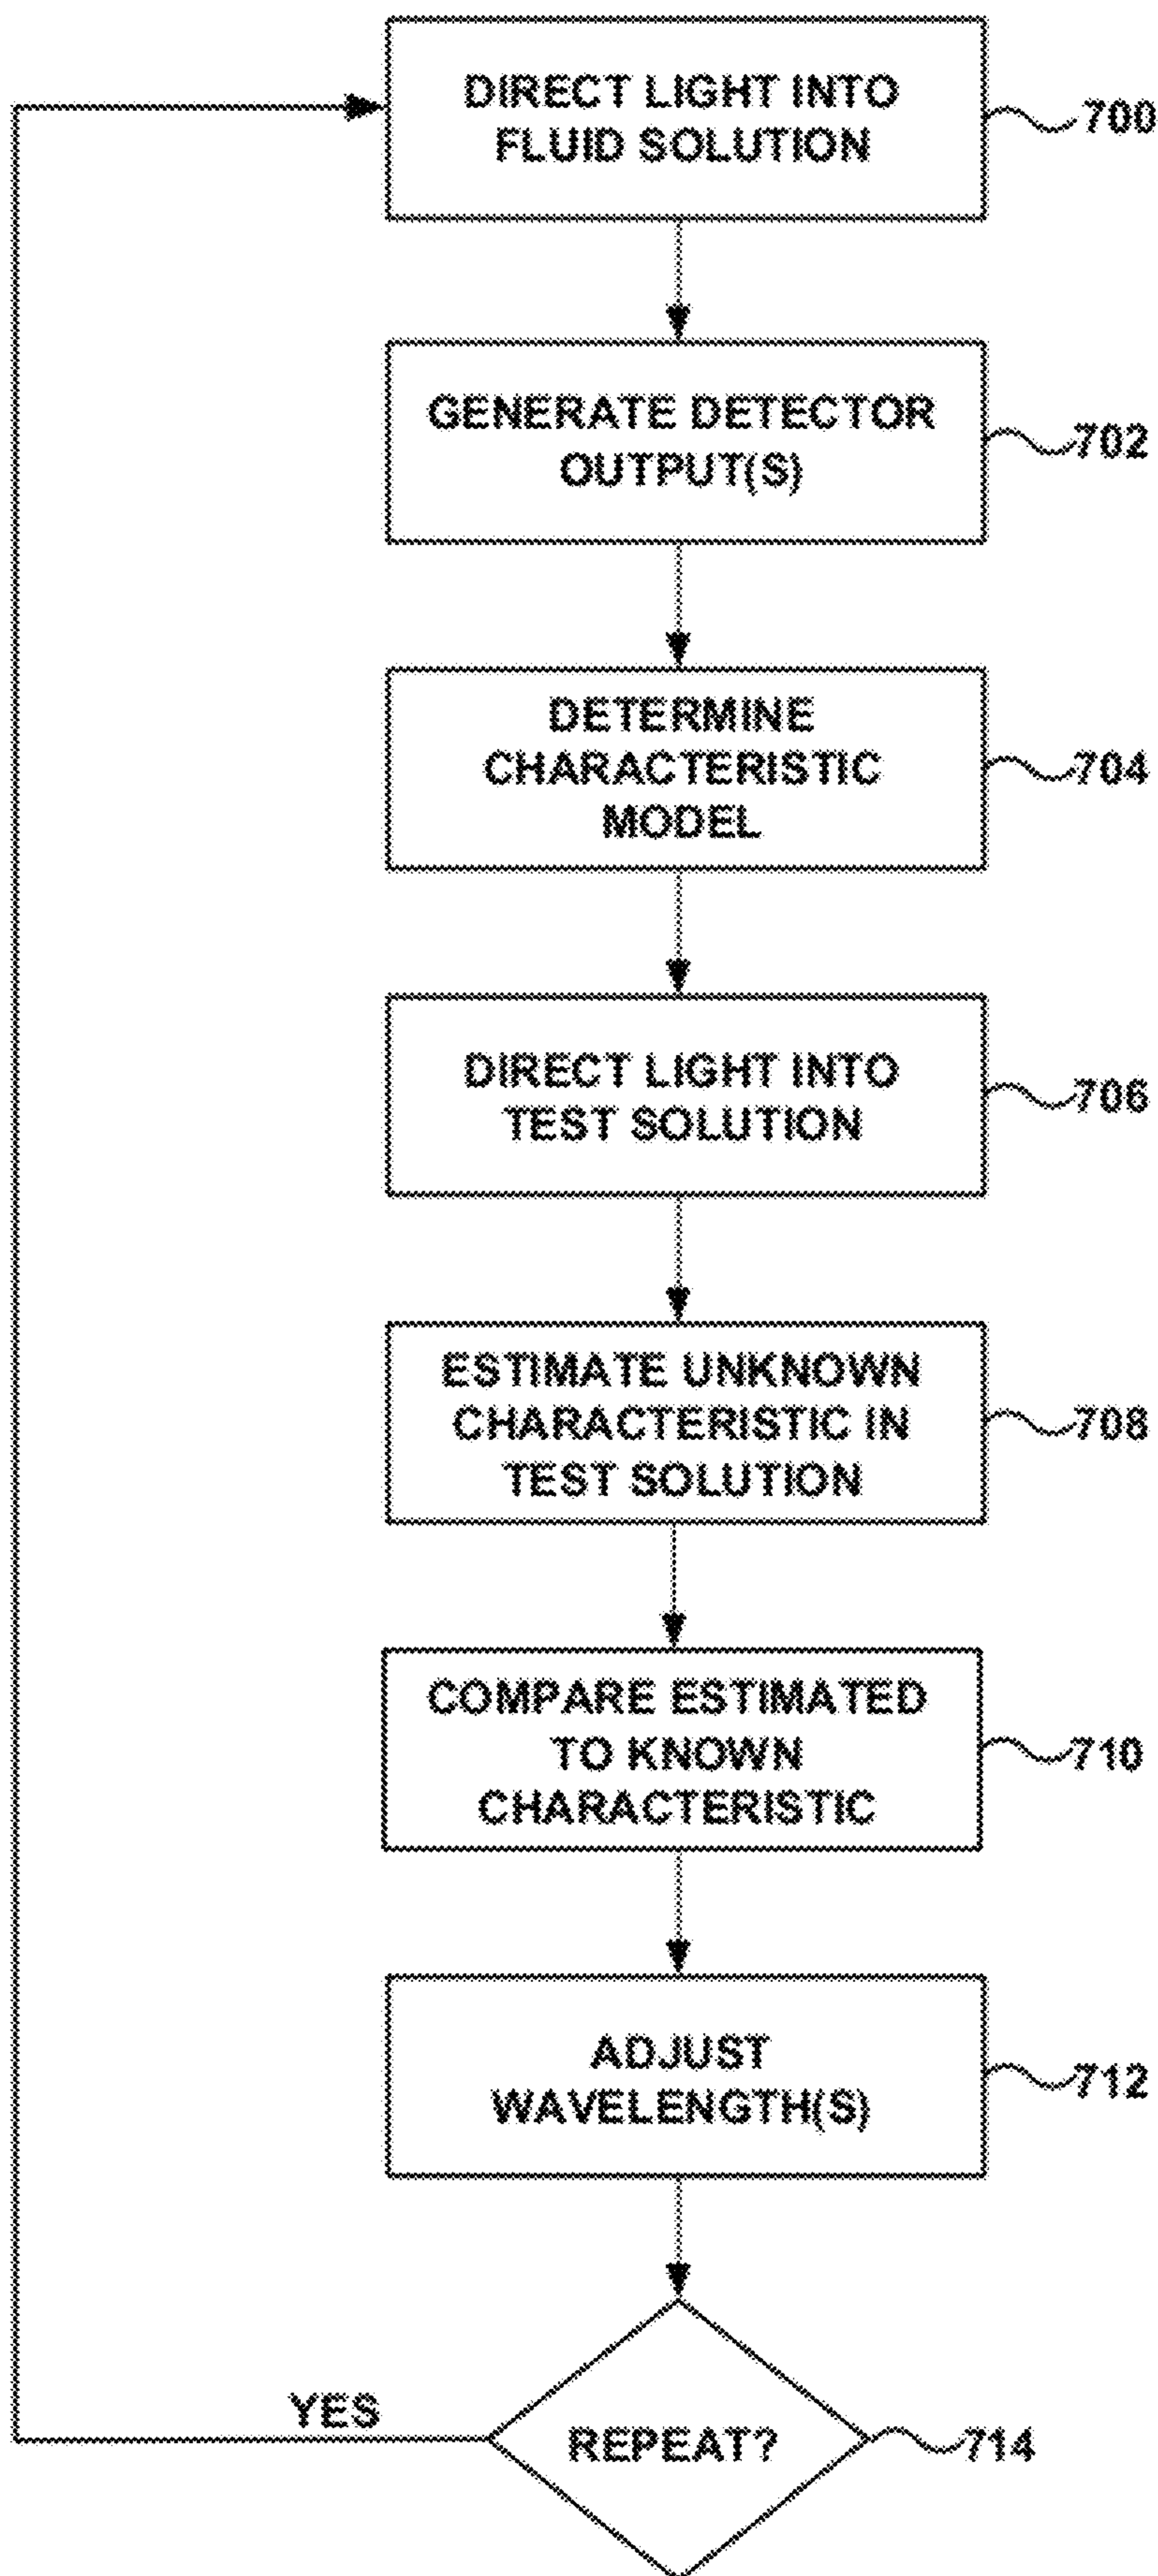 DIRECT LIGHT INTO
FLUID SOLUTION
700
GENERATE DETECTOR
OUTPUT(S)
702
DETERMINE
CHARACTERISTIC
MODEL
704
DIRECT LIGHT INTO
TEST SOLUTION
706
ESTIMATE UNKNOWN
CHARACTERISTIC IN
TEST SOLUTION
708
COMPARE ESTIMATED
TO KNOWN
CHARACTERISTIC
710
ADJUST
WAVELENGTH(S)
712
YES
REPEAT?
714